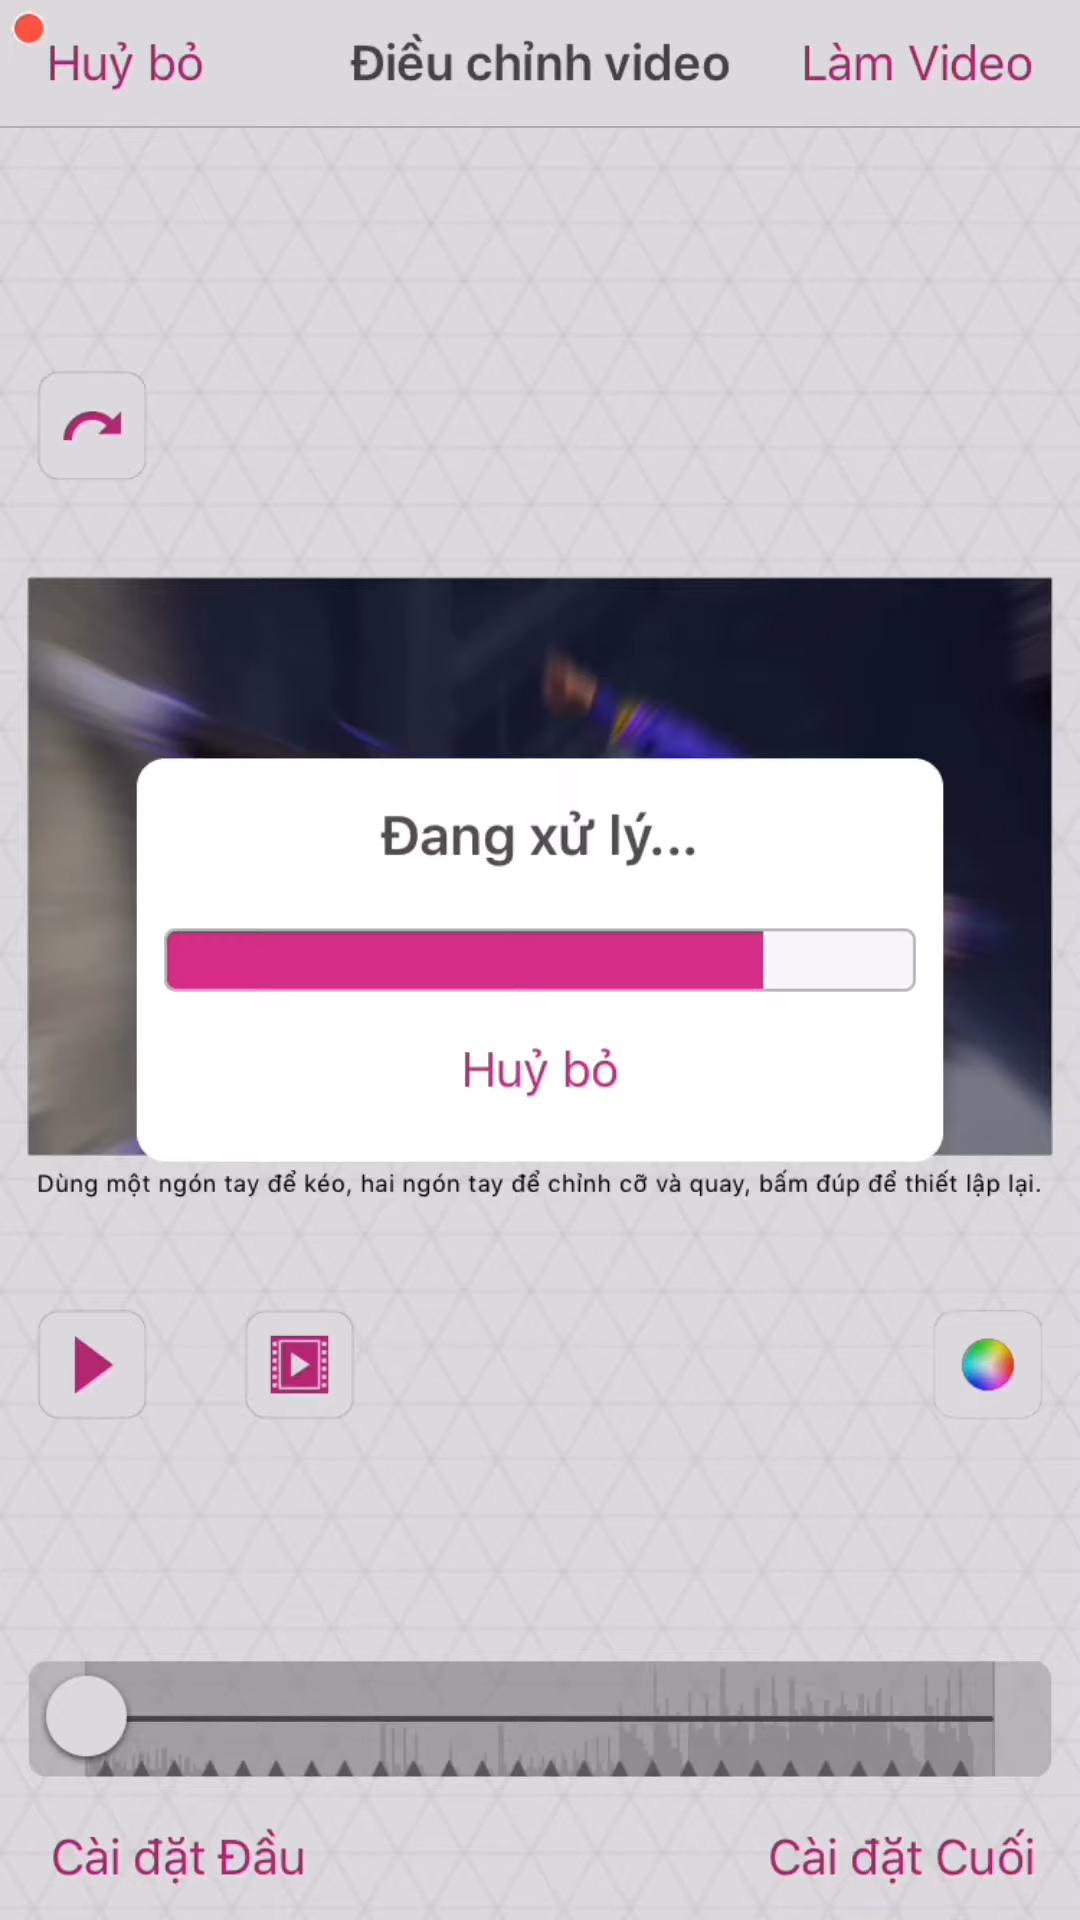 Huỷ bỏ
Điều chỉnh video
Làm Video
Đang xử lý...
Huỷ bỏ
Dùng một ngón tay để kéo, hai ngón tay để chỉnh cỡ và quay, bấm đúp để thiết lập lại.
Cài đặt Đầu
Cài đặt Cuối